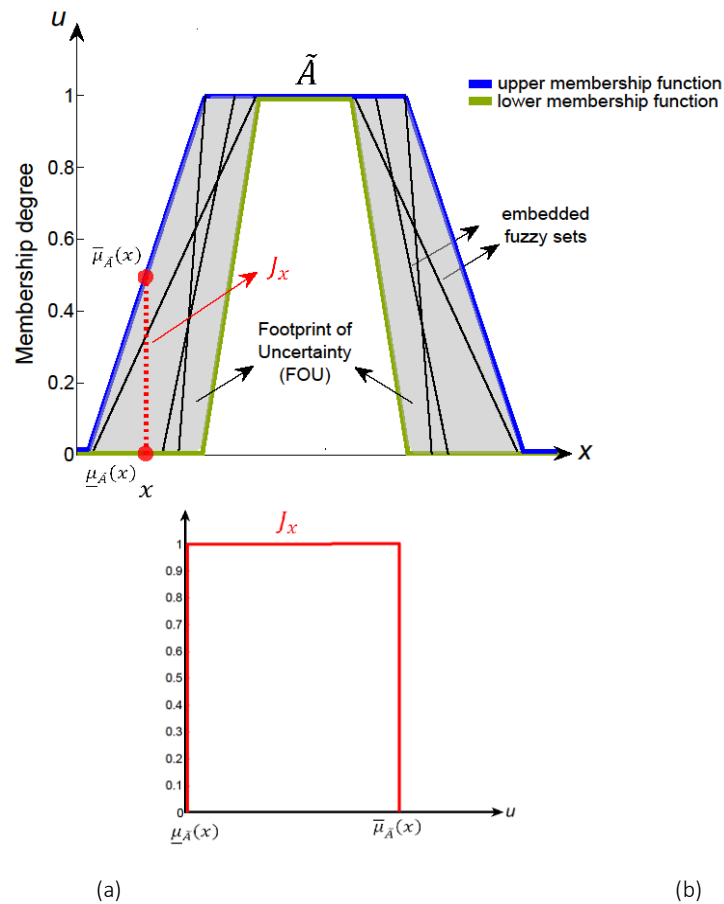 u
Ã
1
upper membership function
lower membership function
0.8
Membership degree
0.6
embedded
fuzzy sets
μ̅_Ã(x)
J_x
0.4
Footprint of
Uncertainty
(FOU)
0.2
0
x
μ̲_Ã(x)
x
J_x
1
0.9
0.8
0.7
0.6
0.5
0.4
0.3
0.2
0.1
0
u
μ̲_Ã(x) μ̅_Ã(x)
(a) (b)